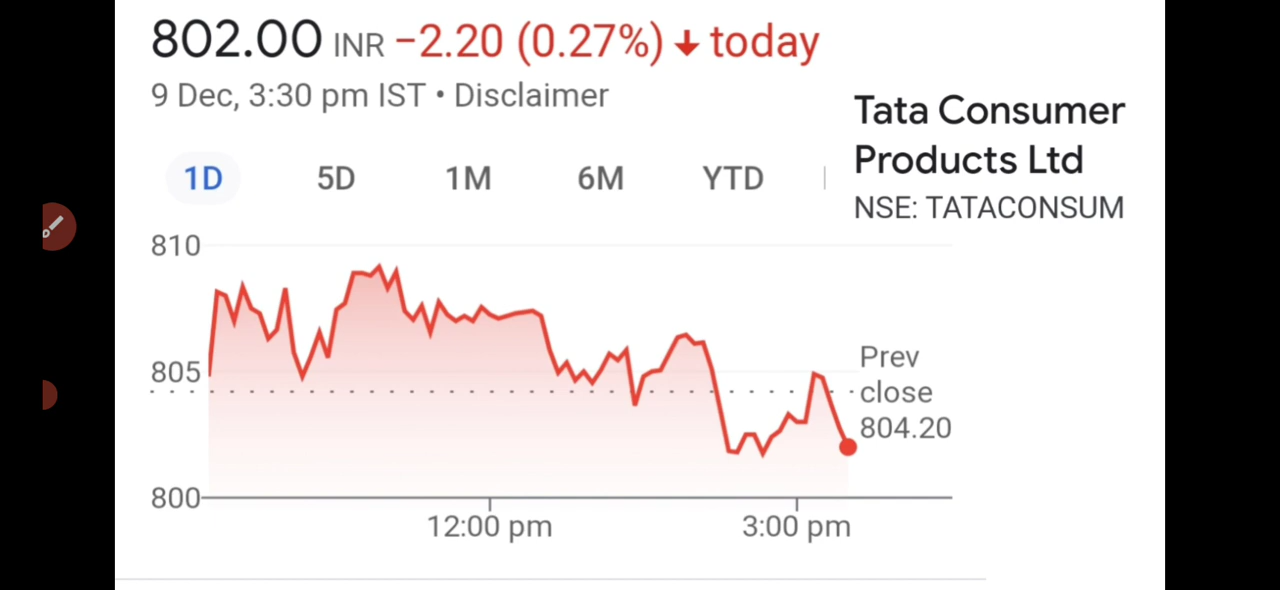 802.00 INR −2.20 (0.27%) ↓ today
9 Dec, 3:30 pm IST • Disclaimer
Tata Consumer
Products Ltd
NSE: TATACONSUM
1D 5D 1M 6M YTD
810
805
800
Prev
close
804.20
12:00 pm 3:00 pm